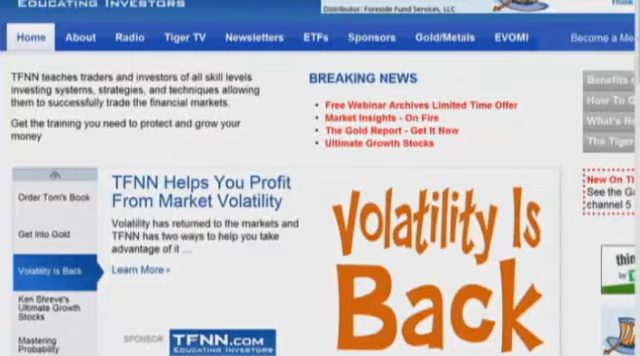 EDUCATING INVESTORS
Distributor: Foreside Fund Services, LLC
Think
Home About Radio Tiger TV Newsletters ETFs Sponsors Gold/Metals EVOMI Become a Me
TFNN teaches traders and investors of all skill levels
investing systems, strategies, and techniques allowing
them to successfully trade the financial markets.
Get the training you need to protect and grow your
money
BREAKING NEWS
Free Webinar Archives Limited Time Offer
Market Insights - On Fire
The Gold Report - Get It Now
Ultimate Growth Stocks
Benefits
How To
What's N
The Tiger
New On Ti
See the Ga
channel 5
Order Tom's Book
Get Into Gold
Volatility Is Back
Ken Shreve's
Ultimate Growth
Stocks
Mastering
Probability
TFNN Helps You Profit
From Market Volatility
Volatility has returned to the markets and
TFNN has two ways to help you take
advantage of it ...
Learn More »
SPONSOR
TFNN.COM
EDUCATING INVESTORS
Volatility Is
Back
thin
by